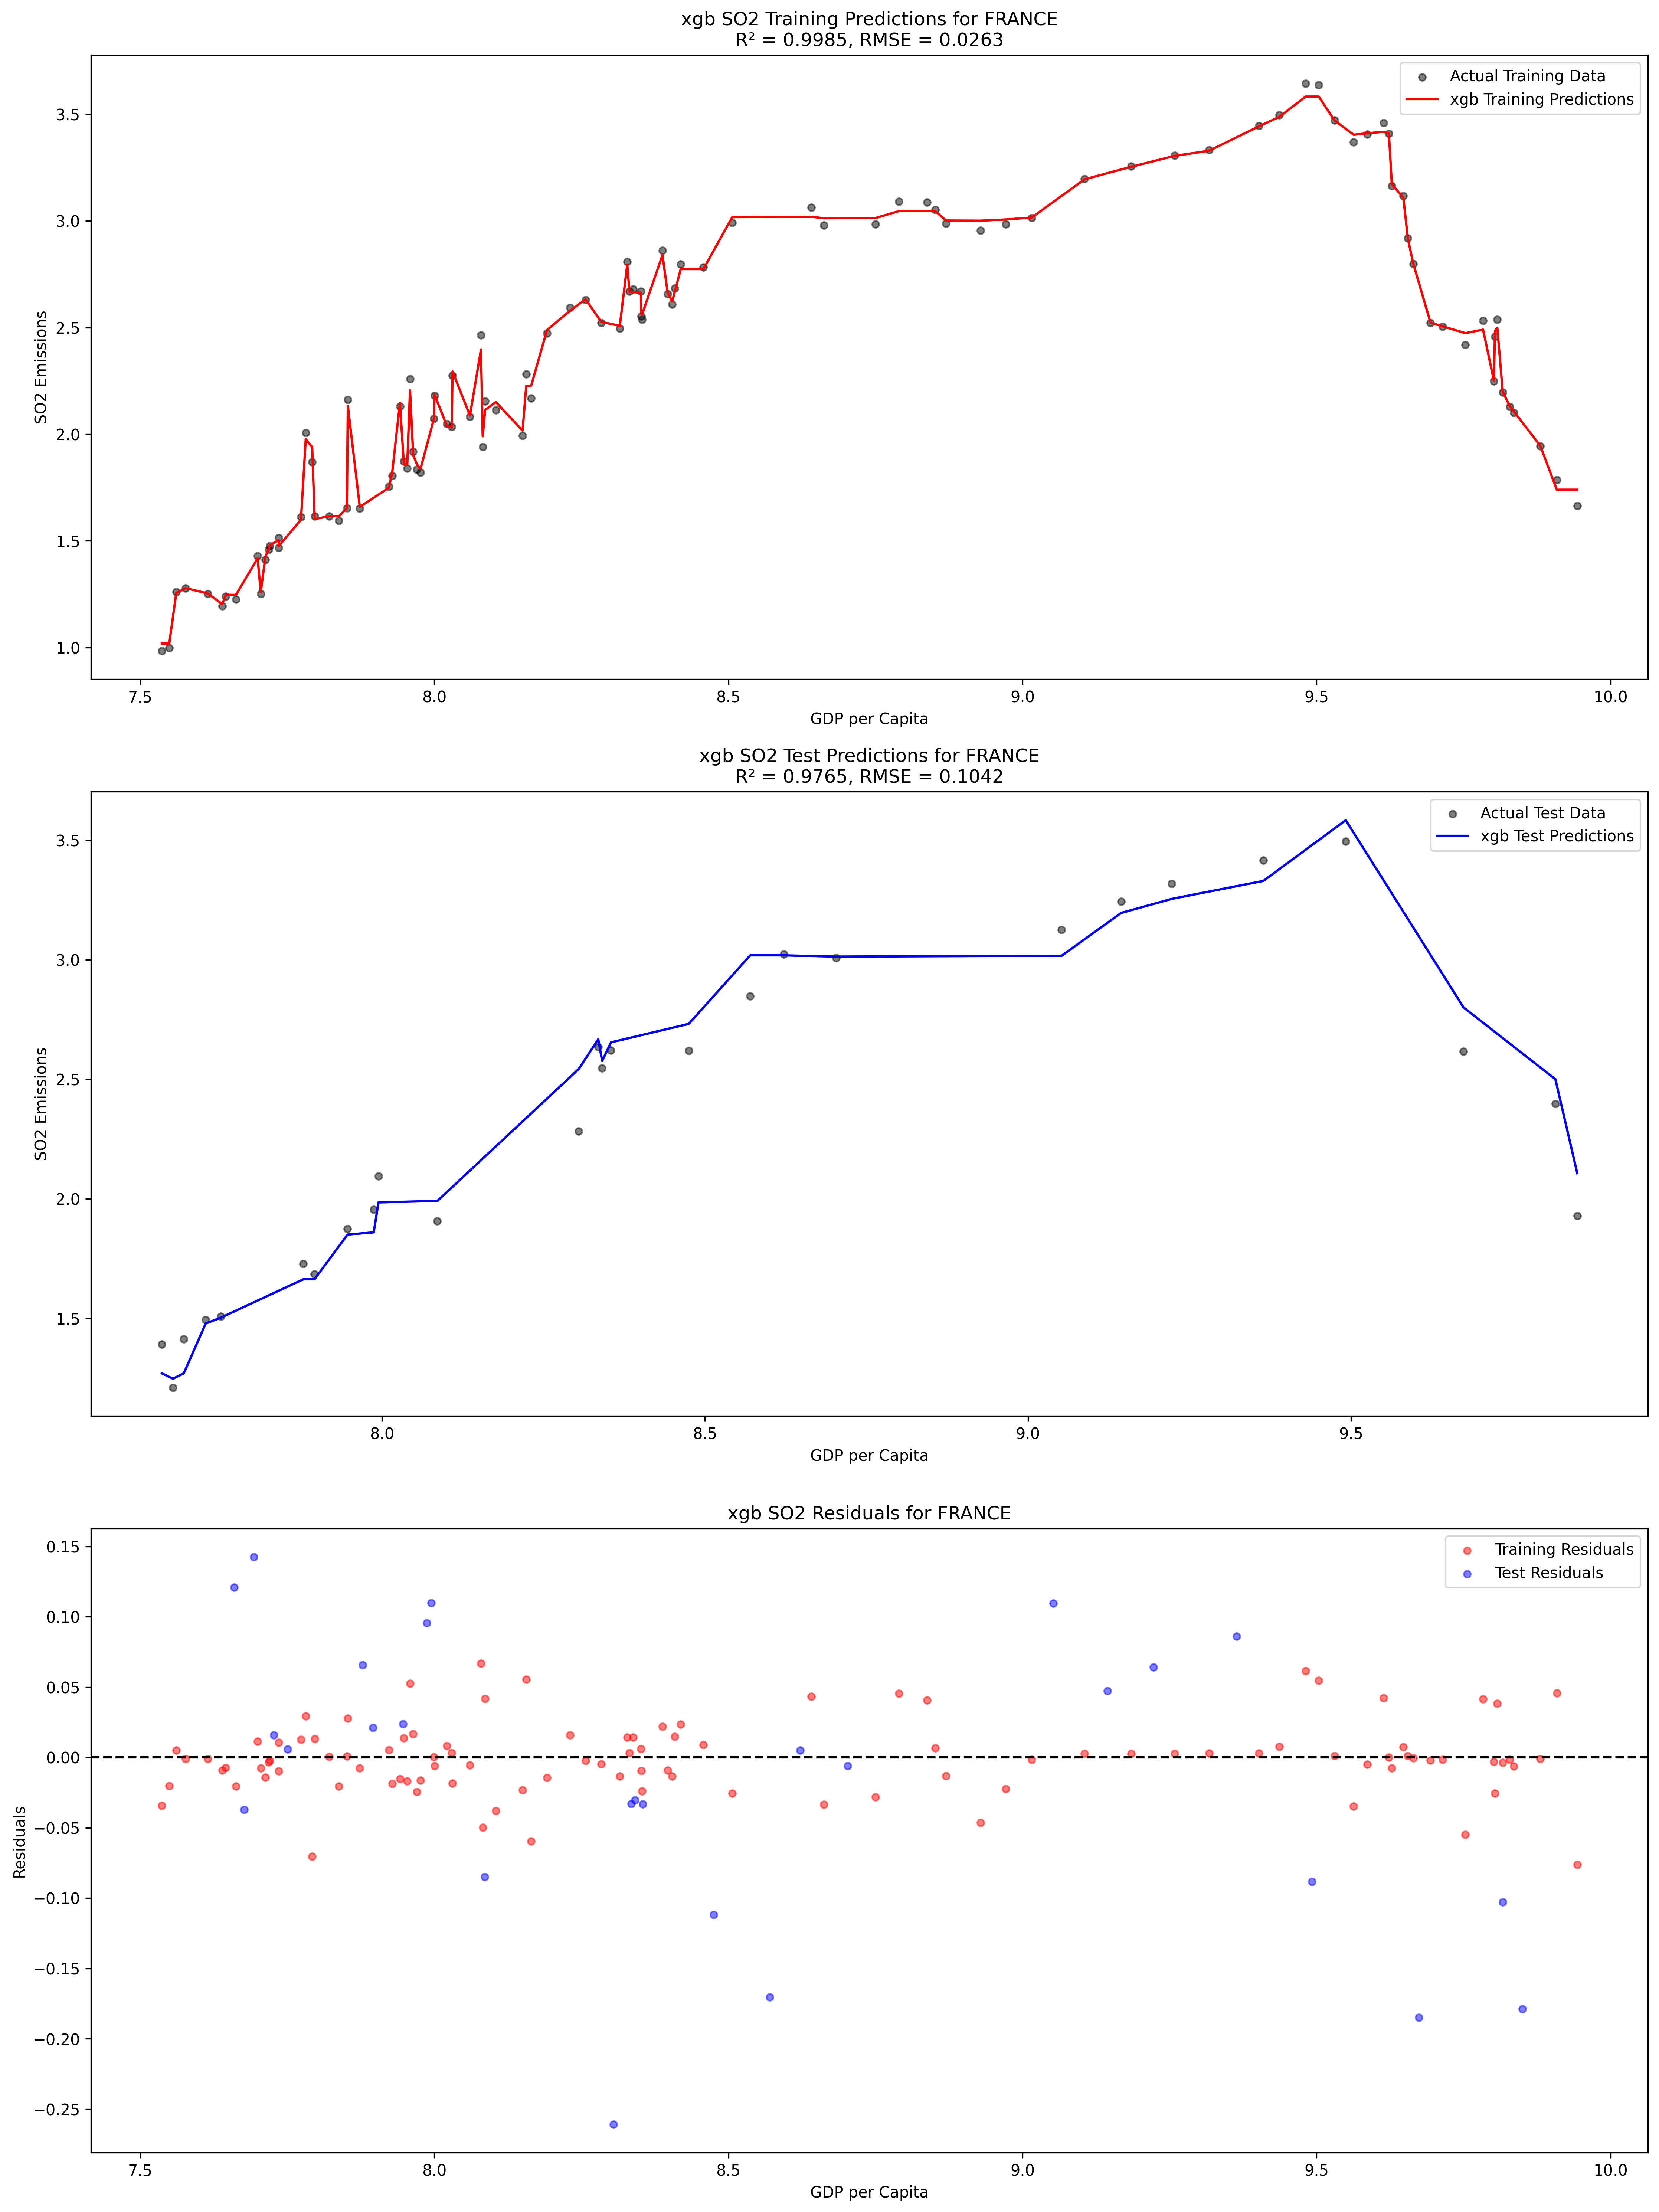 xgb SO2 Training Predictions for FRANCE
R² = 0.9985, RMSE = 0.0263
Actual Training Data
xgb Training Predictions
SO2 Emissions
3.5
3.0
2.5
2.0
1.5
1.0
7.5 8.0 8.5 9.0 9.5 10.0
GDP per Capita
xgb SO2 Test Predictions for FRANCE
R² = 0.9765, RMSE = 0.1042
Actual Test Data
xgb Test Predictions
SO2 Emissions
3.5
3.0
2.5
2.0
1.5
8.0 8.5 9.0 9.5
GDP per Capita
xgb SO2 Residuals for FRANCE
Training Residuals
Test Residuals
Residuals
0.15
0.10
0.05
0.00
−0.05
−0.10
−0.15
−0.20
−0.25
7.5 8.0 8.5 9.0 9.5 10.0
GDP per Capita